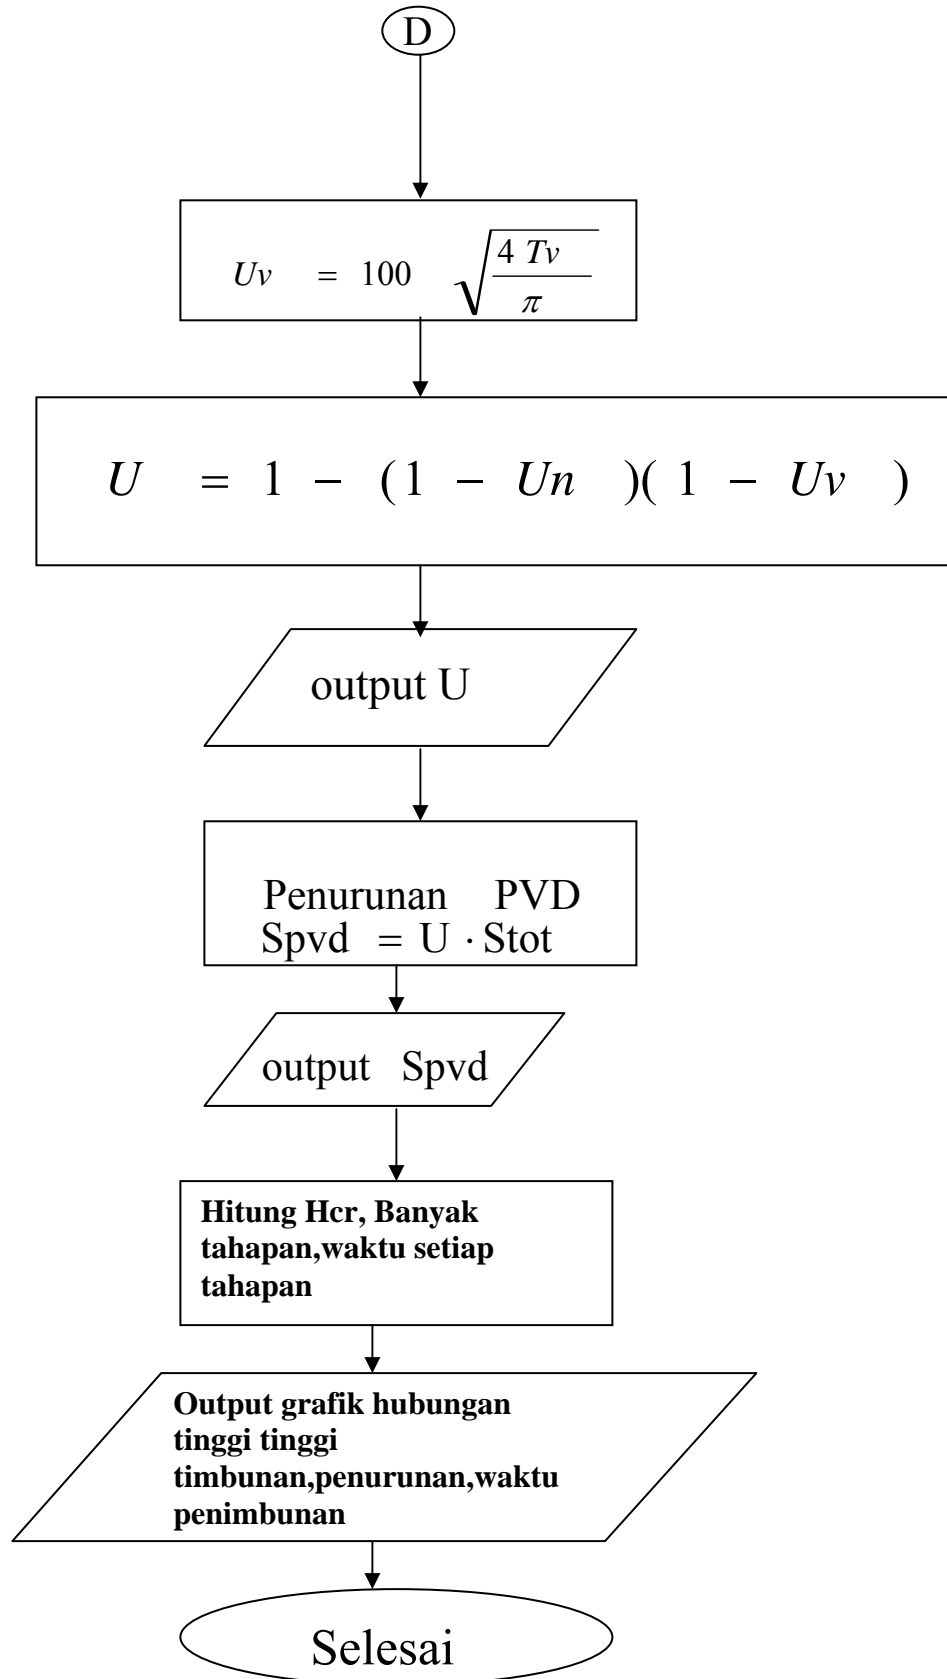 D
Uv = 100 √(4 Tv / π)
U = 1 − (1 − Un)(1 − Uv)
output U
Penurunan PVD
Spvd = U · Stot
output Spvd
Hitung Hcr, Banyak
tahapan,waktu setiap
tahapan
Output grafik hubungan
tinggi tinggi
timbunan,penurunan,waktu
penimbunan
Selesai